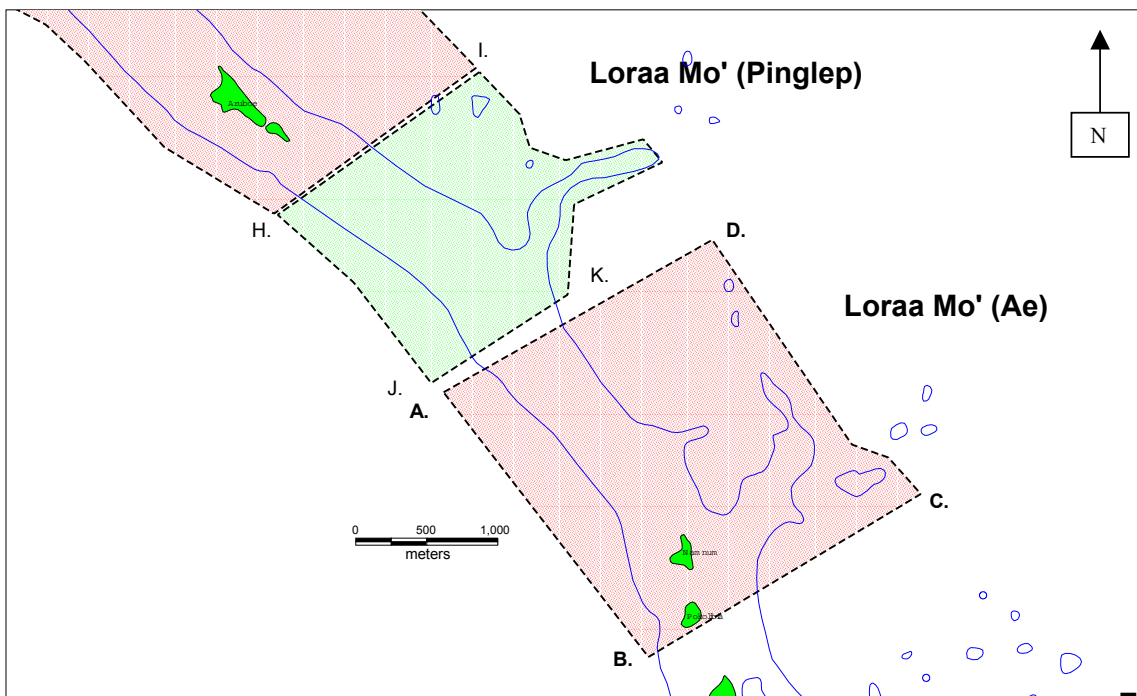 I.
Loraa Mo' (Pinglep)
N
H.
D.
K.
Loraa Mo' (Ae)
J.
A.
0 500 1,000
meters
C.
B.